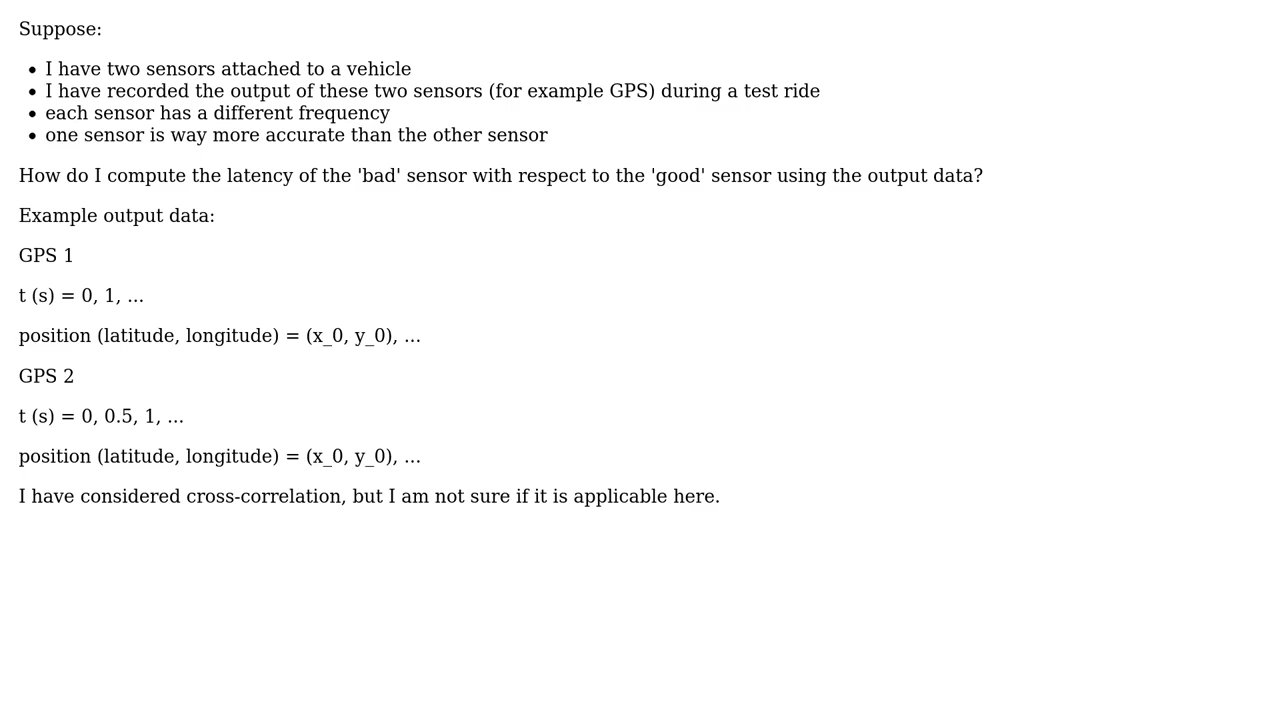 Suppose:
• I have two sensors attached to a vehicle
• I have recorded the output of these two sensors (for example GPS) during a test ride
• each sensor has a different frequency
• one sensor is way more accurate than the other sensor
How do I compute the latency of the 'bad' sensor with respect to the 'good' sensor using the output data?
Example output data:
GPS 1
t (s) = 0, 1, ...
position (latitude, longitude) = (x_0, y_0), ...
GPS 2
t (s) = 0, 0.5, 1, ...
position (latitude, longitude) = (x_0, y_0), ...
I have considered cross-correlation, but I am not sure if it is applicable here.